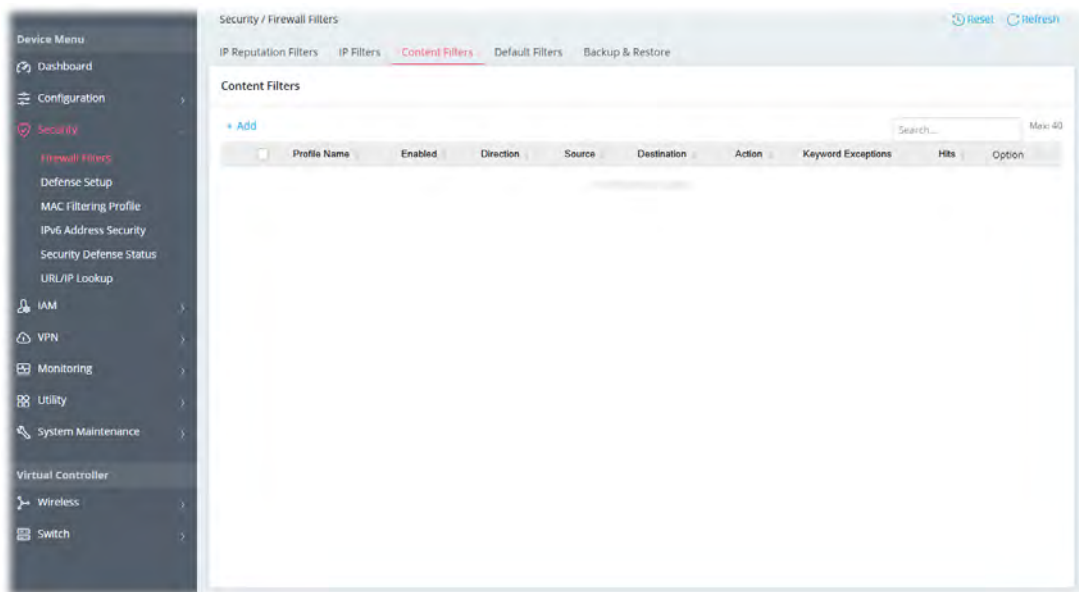 Device Menu
Dashboard
Configuration
Security
Firewall Filters
Defense Setup
MAC Filtering Profile
IPv6 Address Security
Security Defense Status
URL/IP Lookup
IAM
VPN
Monitoring
Utility
System Maintenance
Virtual Controller
Wireless
Switch
Security / Firewall Filters
Reset Refresh
IP Reputation Filters IP Filters Content Filters Default Filters Backup & Restore
Content Filters
+ Add
Search...
Max: 40
Profile Name Enabled Direction Source Destination Action Keyword Exceptions Hits Option